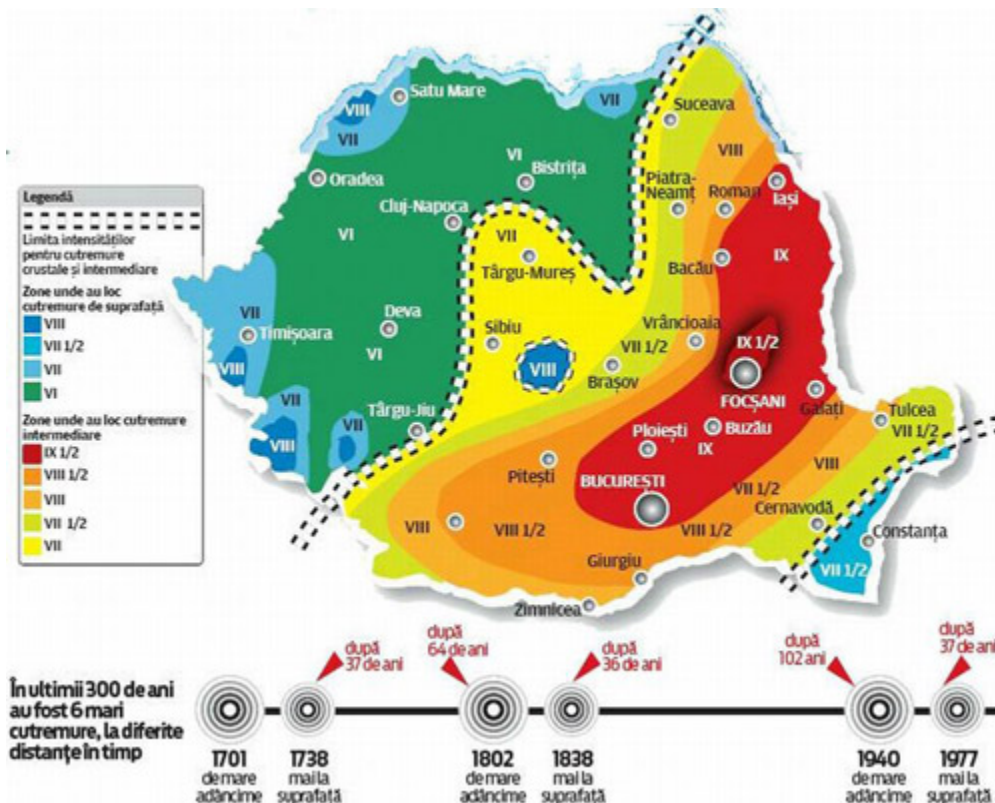 Legendă
Limita intensităților
pentru cutremure
crustale și intermediare
Zone unde au loc
cutremure de suprafață
VIII
VII 1/2
VII
VI
Zone unde au loc cutremure
intermediare
IX 1/2
VIII 1/2
VIII
VII 1/2
VII
Satu Mare
VIII
VII
VII
Suceava
VI
Bistrița
VIII
Oradea
Piatra-
Neamț
Roman
Iași
Cluj-Napoca
VI
VII
IX
Târgu-Mureș
Bacău
VII
Timișoara
Deva
VI
Sibiu
Vrâncioaia
VII 1/2
IX 1/2
VIII
VIII
Brașov
FOCȘANI
VII
Târgu-Jiu
Galați
Tulcea
VII 1/2
VIII
VII
Ploiești
Buzău
IX
Pitești
VIII
BUCUREȘTI
VII 1/2
Cernavodă
VIII
VIII 1/2
VIII 1/2
Constanța
VII 1/2
Giurgiu
Zimnicea
În ultimii 300 de ani
au fost 6 mari
cutremure, la diferite
distanțe în timp
după
37 de ani
după
64 de ani
după
36 de ani
după
102 ani
după
37 de ani
1701
de mare
adâncime
1738
mai la
suprafață
1802
de mare
adâncime
1838
mai la
suprafață
1940
de mare
adâncime
1977
mai la
suprafață